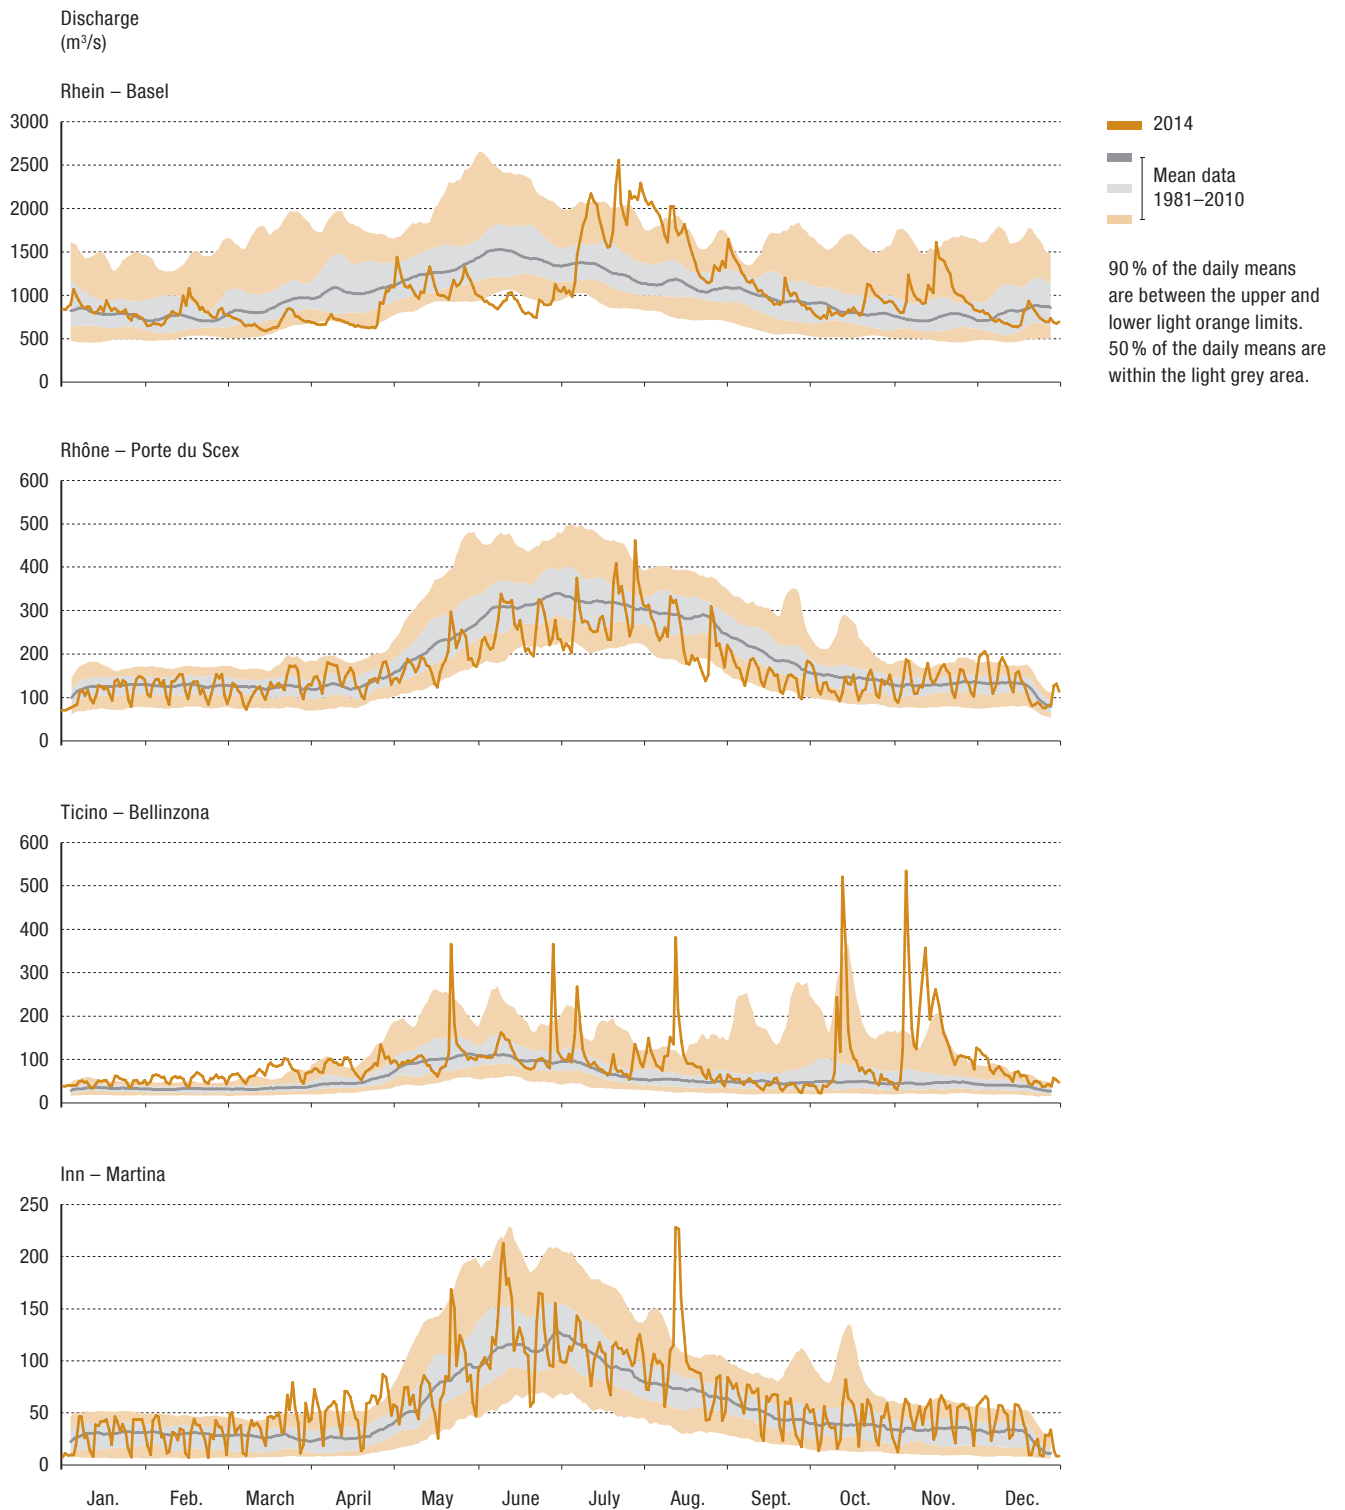 Discharge
(m³/s)
Rhein – Basel
3000
2500
2000
1500
1000
500
0
2014
Mean data
1981–2010
90 % of the daily means
are between the upper and
lower light orange limits.
50 % of the daily means are
within the light grey area.
Rhône – Porte du Scex
600
500
400
300
200
100
0
Ticino – Bellinzona
600
500
400
300
200
100
0
Inn – Martina
250
200
150
100
50
0
Jan. Feb. March April May June July Aug. Sept. Oct. Nov. Dec.